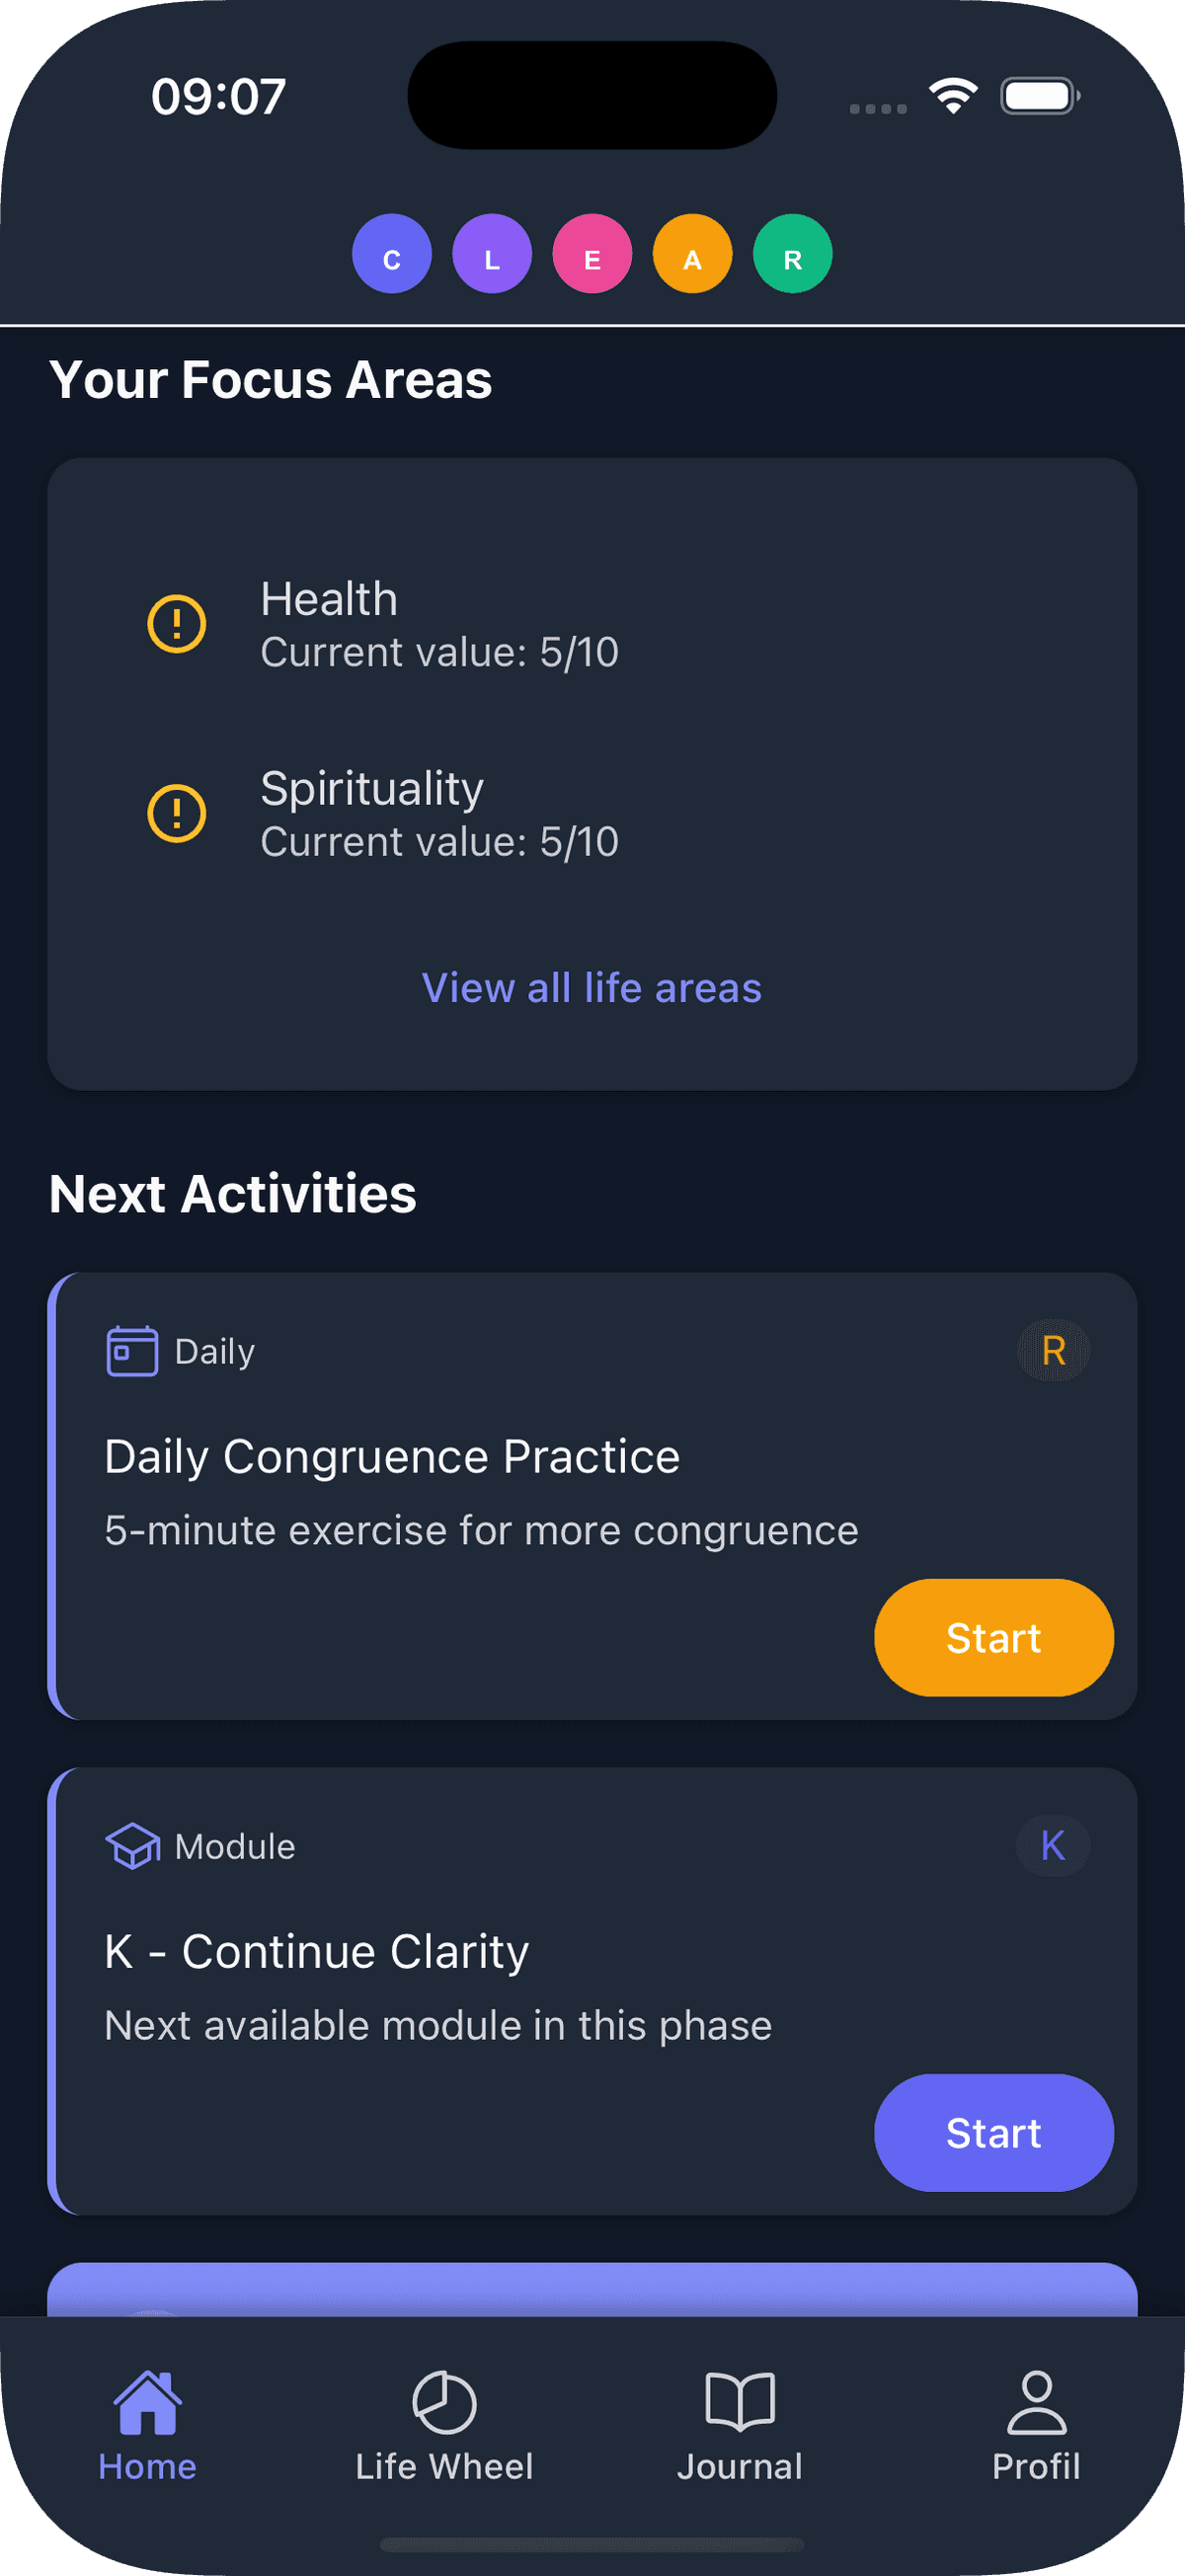 09:07
C L E A R
Your Focus Areas
Health
Current value: 5/10
Spirituality
Current value: 5/10
View all life areas
Next Activities
Daily R
Daily Congruence Practice
5-minute exercise for more congruence
Start
Module K
K - Continue Clarity
Next available module in this phase
Start
Home Life Wheel Journal Profil